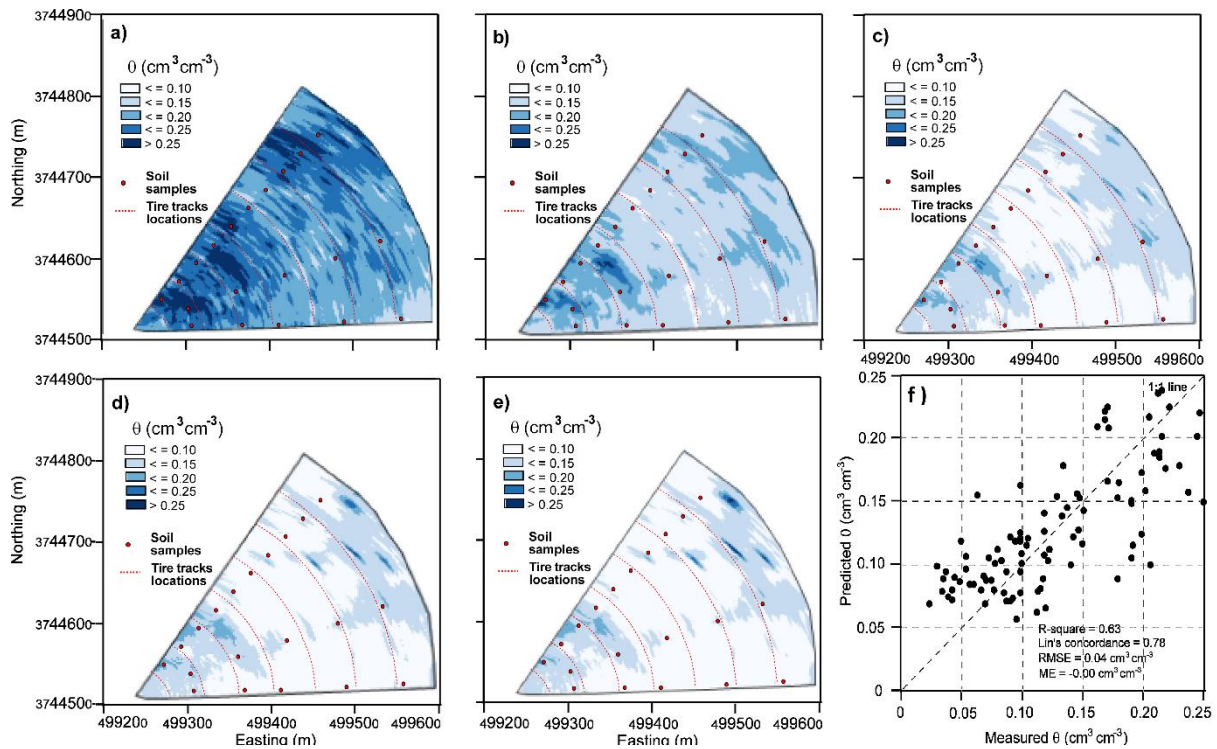 3744900
3744800
3744700
3744600
3744500
Northing (m)
a)
θ (cm³cm⁻³)
< = 0.10
< = 0.15
< = 0.20
< = 0.25
> 0.25
Soil
samples
Tire tracks
locations
b)
θ (cm³cm⁻³)
< = 0.10
< = 0.15
< = 0.20
< = 0.25
> 0.25
Soil
samples
Tire tracks
locations
c)
θ (cm³cm⁻³)
< = 0.10
< = 0.15
< = 0.20
< = 0.25
> 0.25
Soil
samples
Tire tracks
locations
499200 499300 499400 499500 499600
3744900
3744800
3744700
3744600
3744500
Northing (m)
d)
θ (cm³cm⁻³)
< = 0.10
< = 0.15
< = 0.20
< = 0.25
> 0.25
Soil
samples
Tire tracks
locations
499200 499300 499400 499500 499600
Easting (m)
e)
θ (cm³cm⁻³)
< = 0.10
< = 0.15
< = 0.20
< = 0.25
> 0.25
Soil
samples
Tire tracks
locations
499200 499300 499400 499500 499600
Easting (m)
f )
1:1 line
0.25
0.20
0.15
0.10
0.05
0
Predicted θ (cm³ cm⁻³)
R-square = 0.63
Lin's concordance = 0.78
RMSE = 0.04 cm³ cm⁻³
ME = -0.00 cm³ cm⁻³
0 0.05 0.10 0.15 0.20 0.25
Measured θ (cm³ cm⁻³)